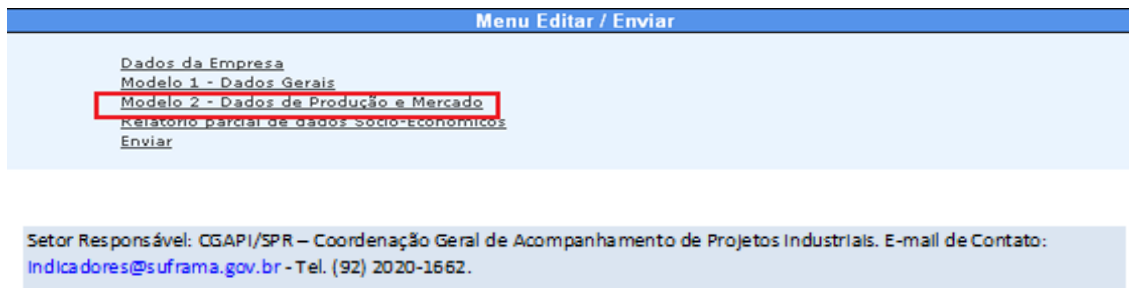 Menu Editar / Enviar
Dados da Empresa
Modelo 1 - Dados Gerais
Modelo 2 - Dados de Produção e Mercado
Relatório parcial de dados Sócio-Econômicos
Enviar
Setor Responsável: CGAPI/SPR – Coordenação Geral de Acompanhamento de Projetos Industriais. E-mail de Contato:
indicadores@suframa.gov.br - Tel. (92) 2020-1662.